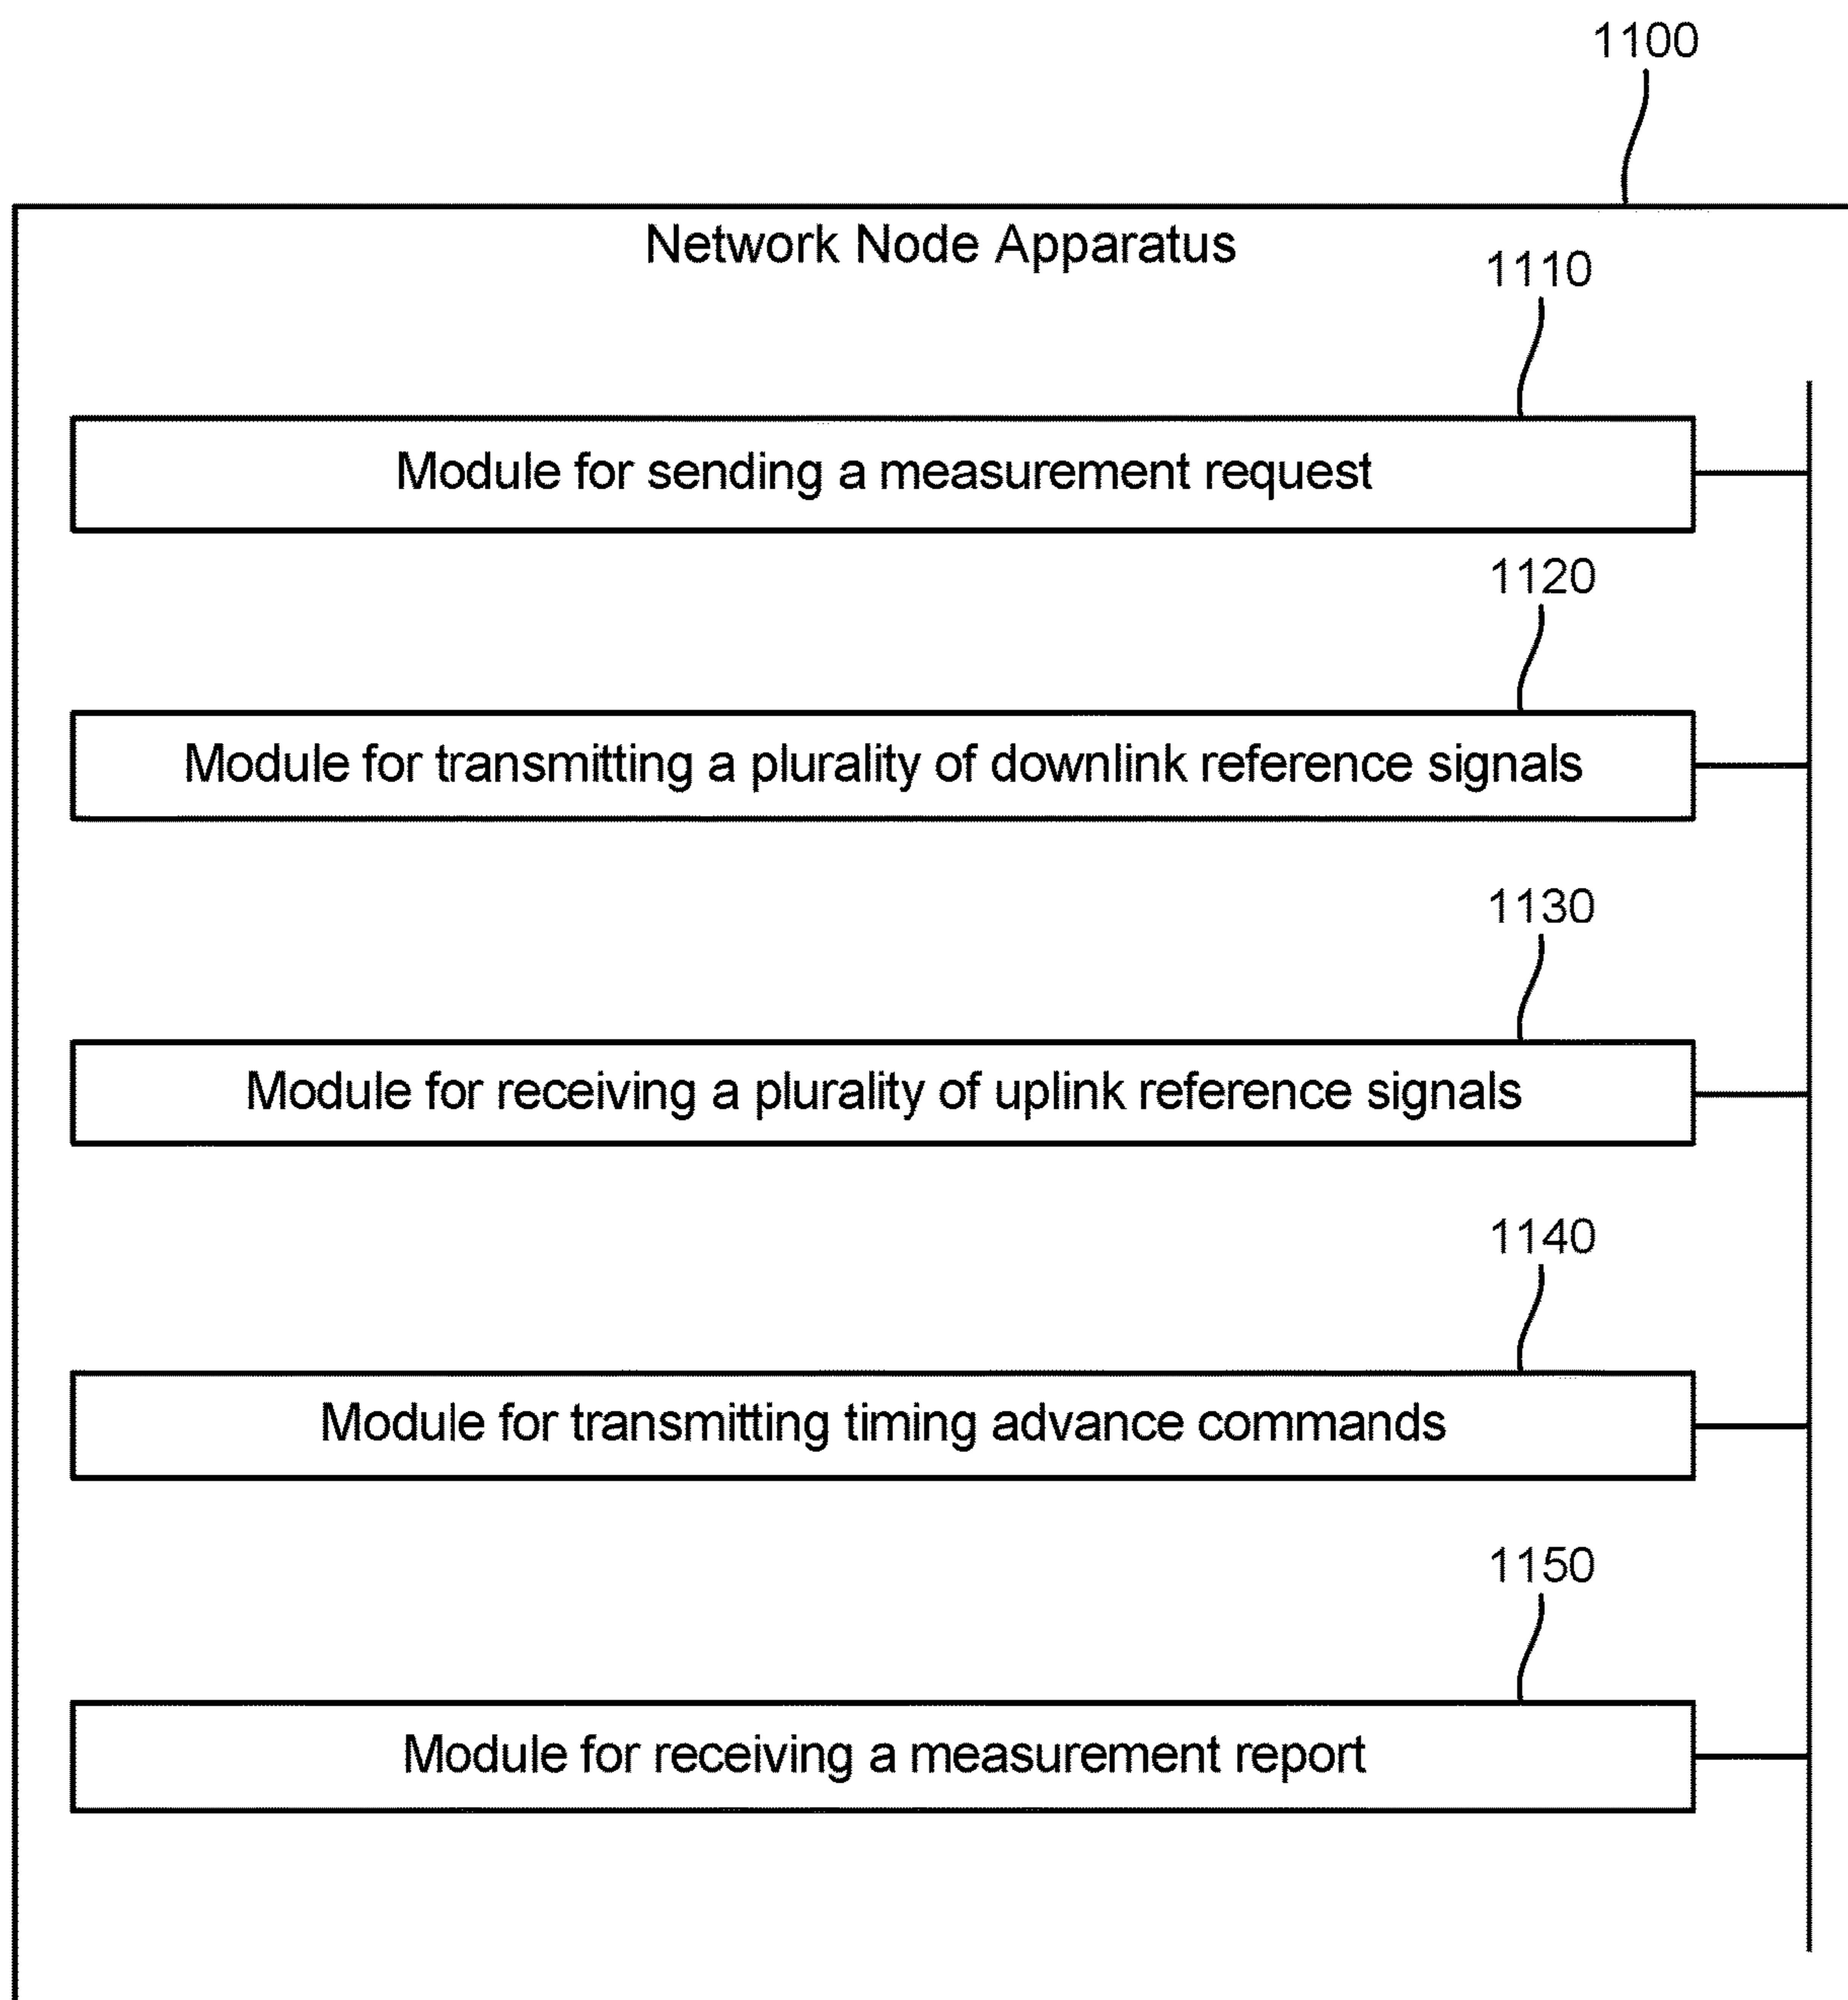 1100
Network Node Apparatus
1110
Module for sending a measurement request
1120
Module for transmitting a plurality of downlink reference signals
1130
Module for receiving a plurality of uplink reference signals
1140
Module for transmitting timing advance commands
1150
Module for receiving a measurement report